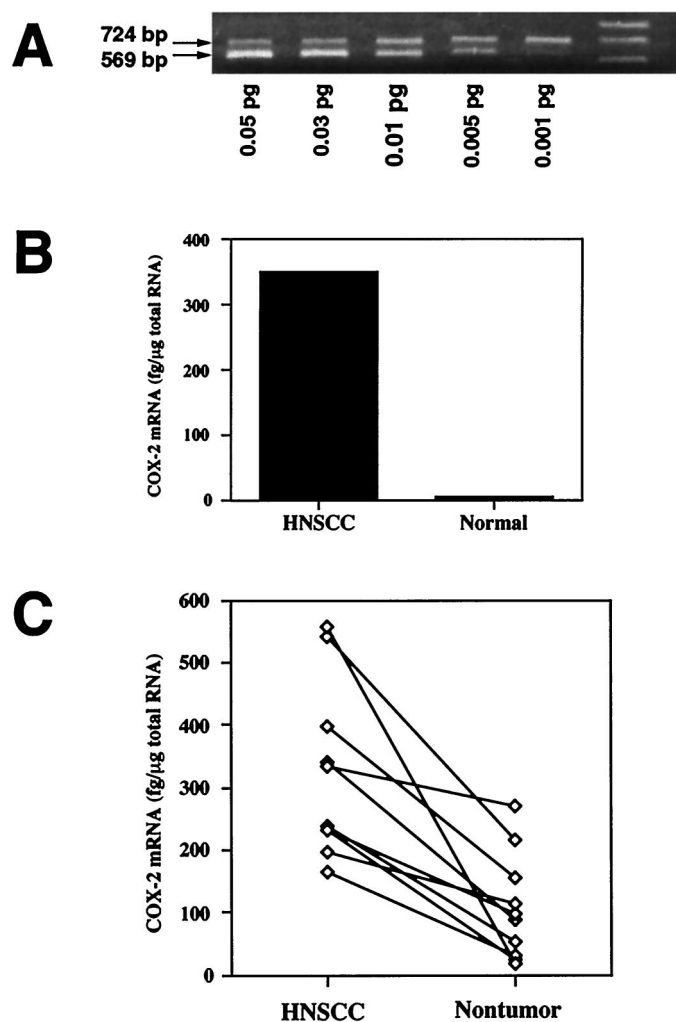 A
724 bp
569 bp
0.05 pg
0.03 pg
0.01 pg
0.005 pg
0.001 pg
B
COX-2 mRNA (fg/µg total RNA)
400
300
200
100
0
HNSCC
Normal
C
COX-2 mRNA (fg/µg total RNA)
600
500
400
300
200
100
0
HNSCC
Nontumor